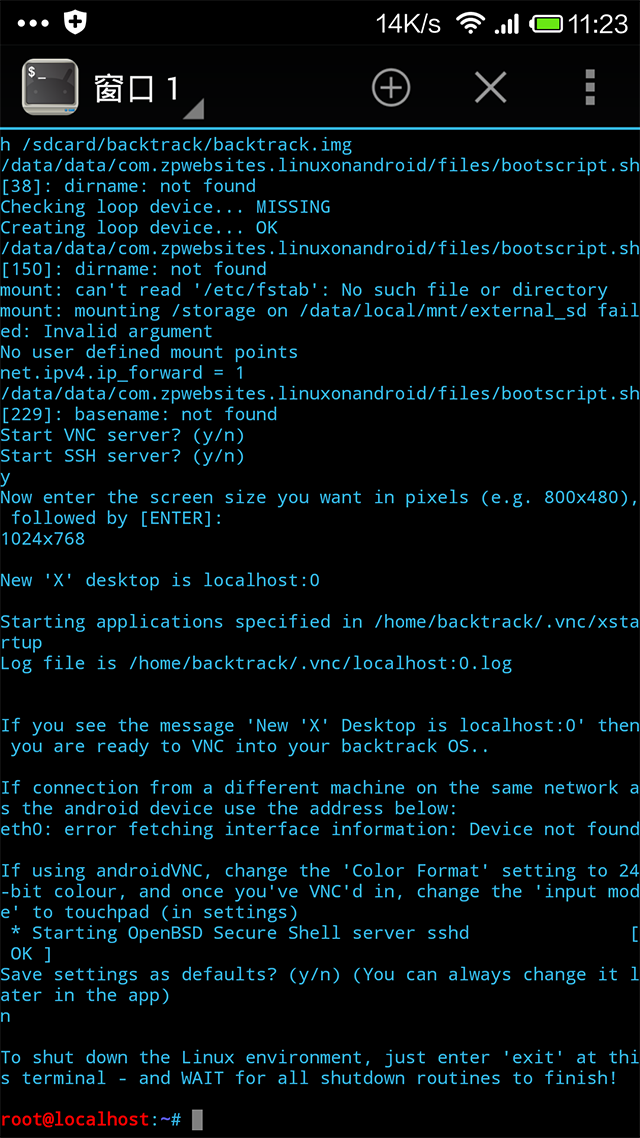 14K/s 11:23
$_ 窗口 1
h /sdcard/backtrack/backtrack.img
/data/data/com.zpwebsites.linuxonandroid/files/bootscript.sh
[38]: dirname: not found
Checking loop device... MISSING
Creating loop device... OK
/data/data/com.zpwebsites.linuxonandroid/files/bootscript.sh
[150]: dirname: not found
mount: can't read '/etc/fstab': No such file or directory
mount: mounting /storage on /data/local/mnt/external_sd fail
ed: Invalid argument
No user defined mount points
net.ipv4.ip_forward = 1
/data/data/com.zpwebsites.linuxonandroid/files/bootscript.sh
[229]: basename: not found
Start VNC server? (y/n)
Start SSH server? (y/n)
y
Now enter the screen size you want in pixels (e.g. 800x480),
 followed by [ENTER]:
1024x768
New 'X' desktop is localhost:0
Starting applications specified in /home/backtrack/.vnc/xsta
rtup
Log file is /home/backtrack/.vnc/localhost:0.log
If you see the message 'New 'X' Desktop is localhost:0' then
 you are ready to VNC into your backtrack OS..
If connection from a different machine on the same network a
s the android device use the address below:
eth0: error fetching interface information: Device not found
If using androidVNC, change the 'Color Format' setting to 24
-bit colour, and once you've VNC'd in, change the 'input mod
e' to touchpad (in settings)
 * Starting OpenBSD Secure Shell server sshd [
 OK ]
Save settings as defaults? (y/n) (You can always change it l
ater in the app)
n
To shut down the Linux environment, just enter 'exit' at thi
s terminal - and WAIT for all shutdown routines to finish!
root@localhost:~#